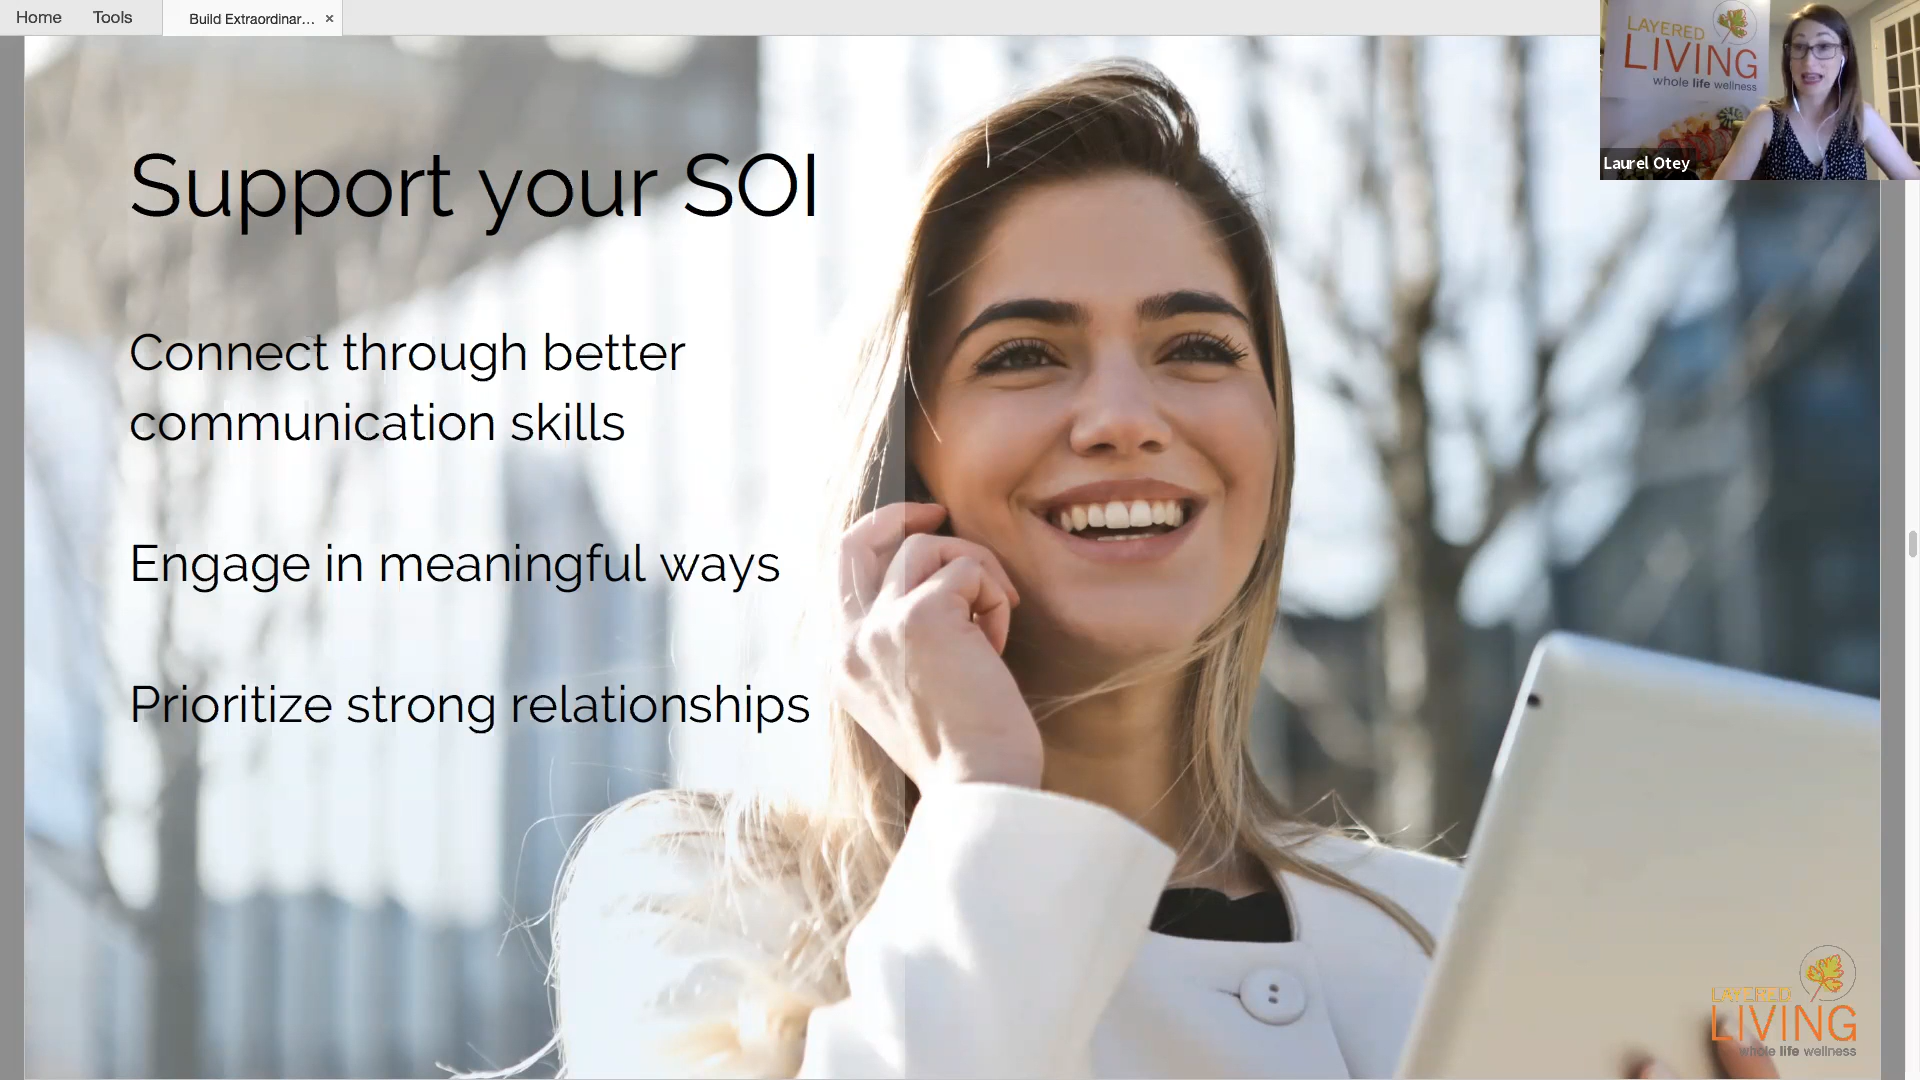 Home Tools Build Extraordinar... ×
LAYERED
LIVING
whole life wellness
Laurel Otey
Support your SOI
Connect through better
communication skills
Engage in meaningful ways
Prioritize strong relationships
LAYERED
LIVING
whole life wellness